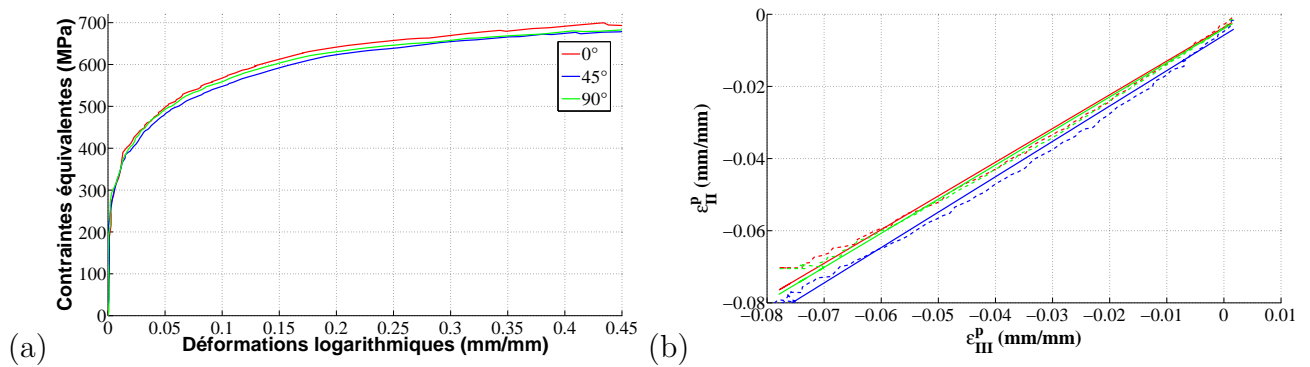 700
600
500
400
300
200
100
0
0 0.05 0.1 0.15 0.2 0.25 0.3 0.35 0.4 0.45
Contraintes équivalentes (MPa)
Déformations logarithmiques (mm/mm)
0°
45°
90°
(a)
0
−0.02
−0.04
−0.06
−0.08
−0.08 −0.07 −0.06 −0.05 −0.04 −0.03 −0.02 −0.01 0 0.01
ε_II^p (mm/mm)
ε_III^p (mm/mm)
(b)